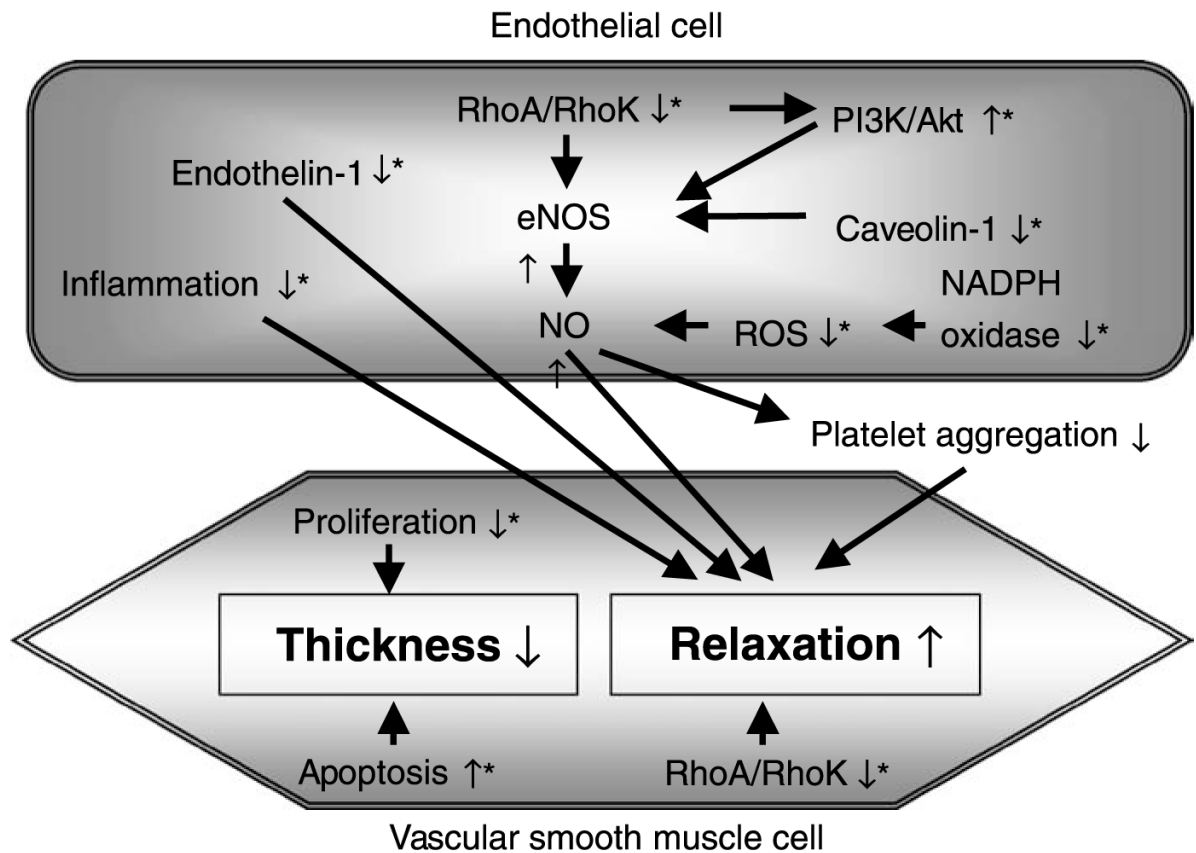 Endothelial cell
RhoA/RhoK ↓*
PI3K/Akt ↑*
Endothelin-1 ↓*
eNOS
↑
Caveolin-1 ↓*
Inflammation ↓*
NADPH
oxidase ↓*
ROS ↓*
NO
↑
Platelet aggregation ↓
Proliferation ↓*
Thickness ↓
Relaxation ↑
Apoptosis ↑*
RhoA/RhoK ↓*
Vascular smooth muscle cell